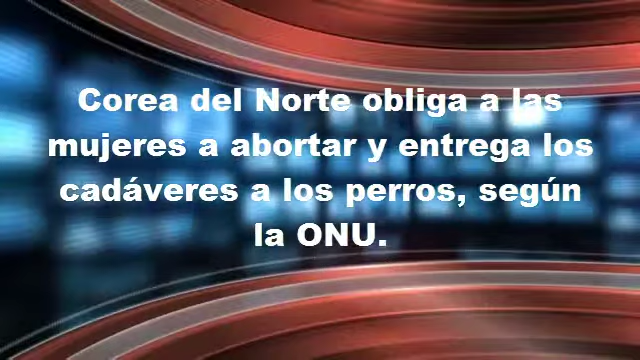 Corea del Norte obliga a las
mujeres a abortar y entrega los
cadáveres a los perros, según
la ONU.